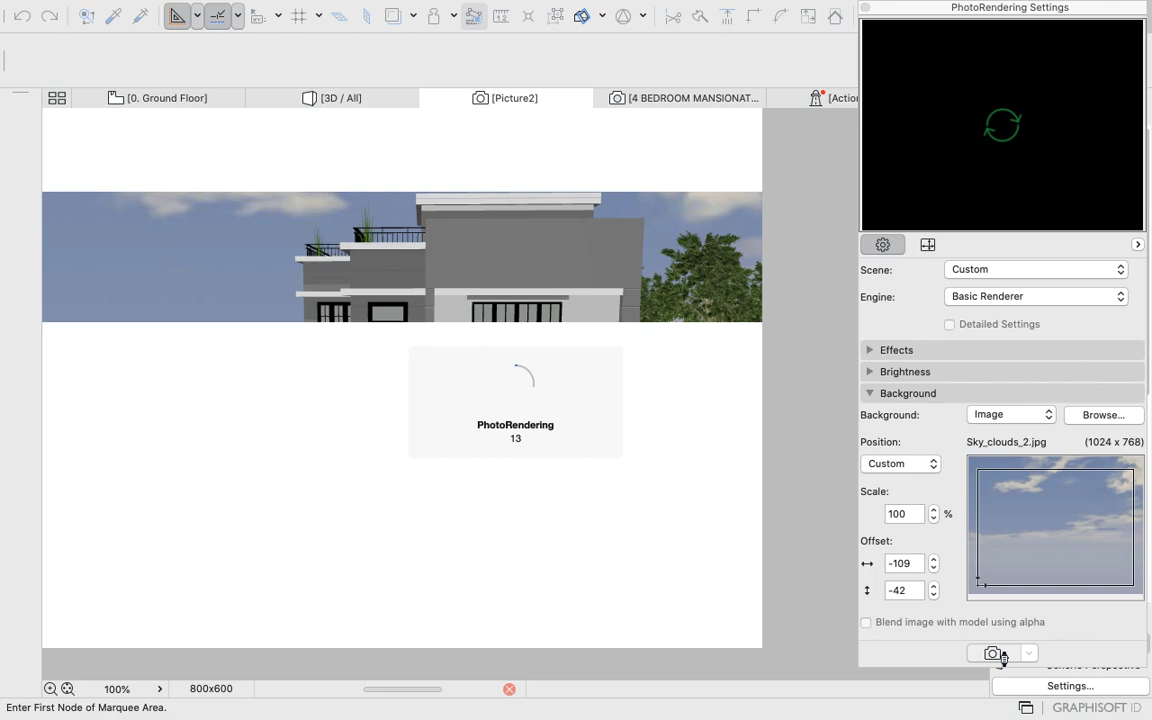 PhotoRendering Settings
[0. Ground Floor]
[3D / All]
[Picture2]
[4 BEDROOM MANSIONAT...
[Action
Scene:
Custom
Engine:
Basic Renderer
Detailed Settings
Effects
Brightness
Background
Background:
Image
Browse...
Position:
Sky_clouds_2.jpg
(1024 x 768)
Custom
Scale:
100
%
Offset:
-109
-42
Blend image with model using alpha
PhotoRendering
13
100%
800x600
Settings...
Enter First Node of Marquee Area.
GRAPHISOFT ID